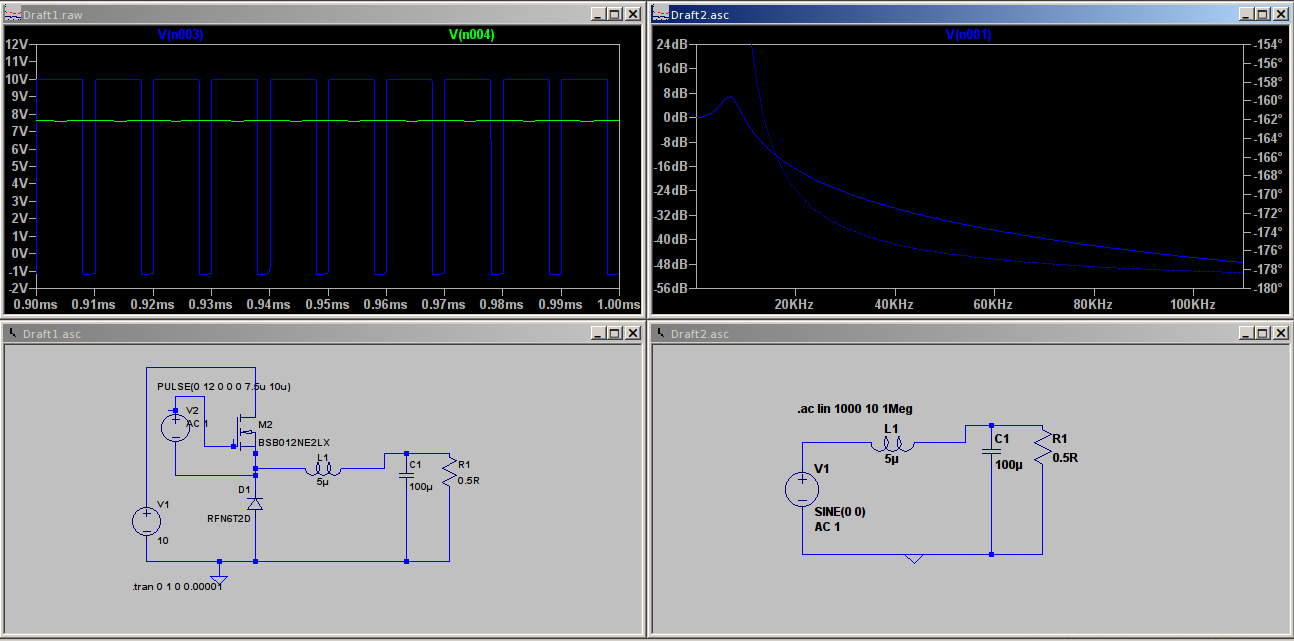 Draft1.raw
V(n003) V(n004)
12V
11V
10V
9V
8V
7V
6V
5V
4V
3V
2V
1V
0V
-1V
-2V
0.90ms 0.91ms 0.92ms 0.93ms 0.94ms 0.95ms 0.96ms 0.97ms 0.98ms 0.99ms 1.00ms
Draft2.asc
V(n001)
24dB
16dB
8dB
0dB
-8dB
-16dB
-24dB
-32dB
-40dB
-48dB
-56dB
-154°
-156°
-158°
-160°
-162°
-164°
-166°
-168°
-170°
-172°
-174°
-176°
-178°
-180°
20KHz 40KHz 60KHz 80KHz 100KHz
Draft1.asc
PULSE(0 12 0 0 0 7.5u 10u)
V2
AC 1
M2
BSB012NE2LX
L1
5µ
C1
100µ
R1
0.5R
D1
RFN6T2D
V1
10
.tran 0 1 0 0.00001
Draft2.asc
.ac lin 1000 10 1Meg
L1
5µ
C1
100µ
R1
0.5R
V1
SINE(0 0)
AC 1